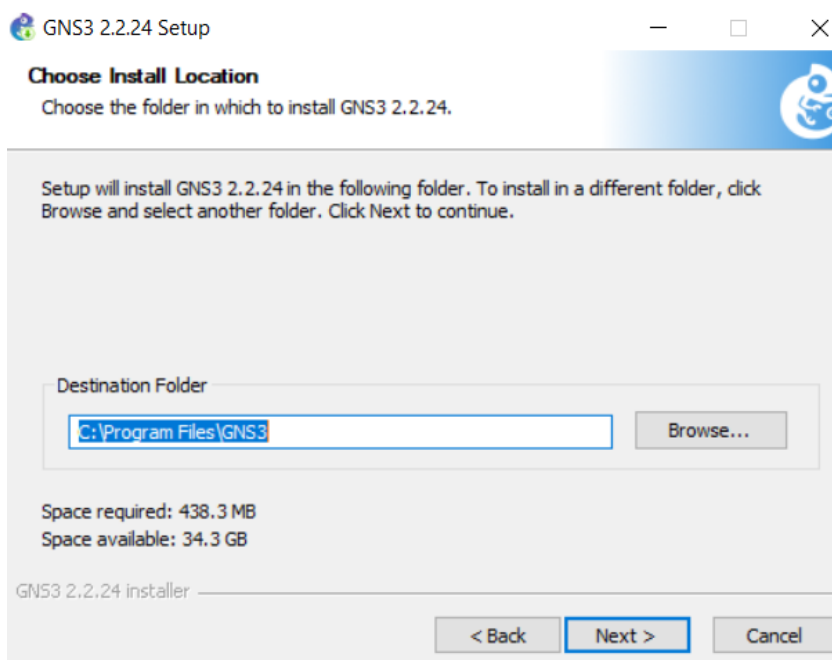 GNS3 2.2.24 Setup
Choose Install Location
Choose the folder in which to install GNS3 2.2.24.
Setup will install GNS3 2.2.24 in the following folder. To install in a different folder, click
Browse and select another folder. Click Next to continue.
Destination Folder
C:\Program Files\GNS3
Browse...
Space required: 438.3 MB
Space available: 34.3 GB
GNS3 2.2.24 installer
< Back
Next >
Cancel